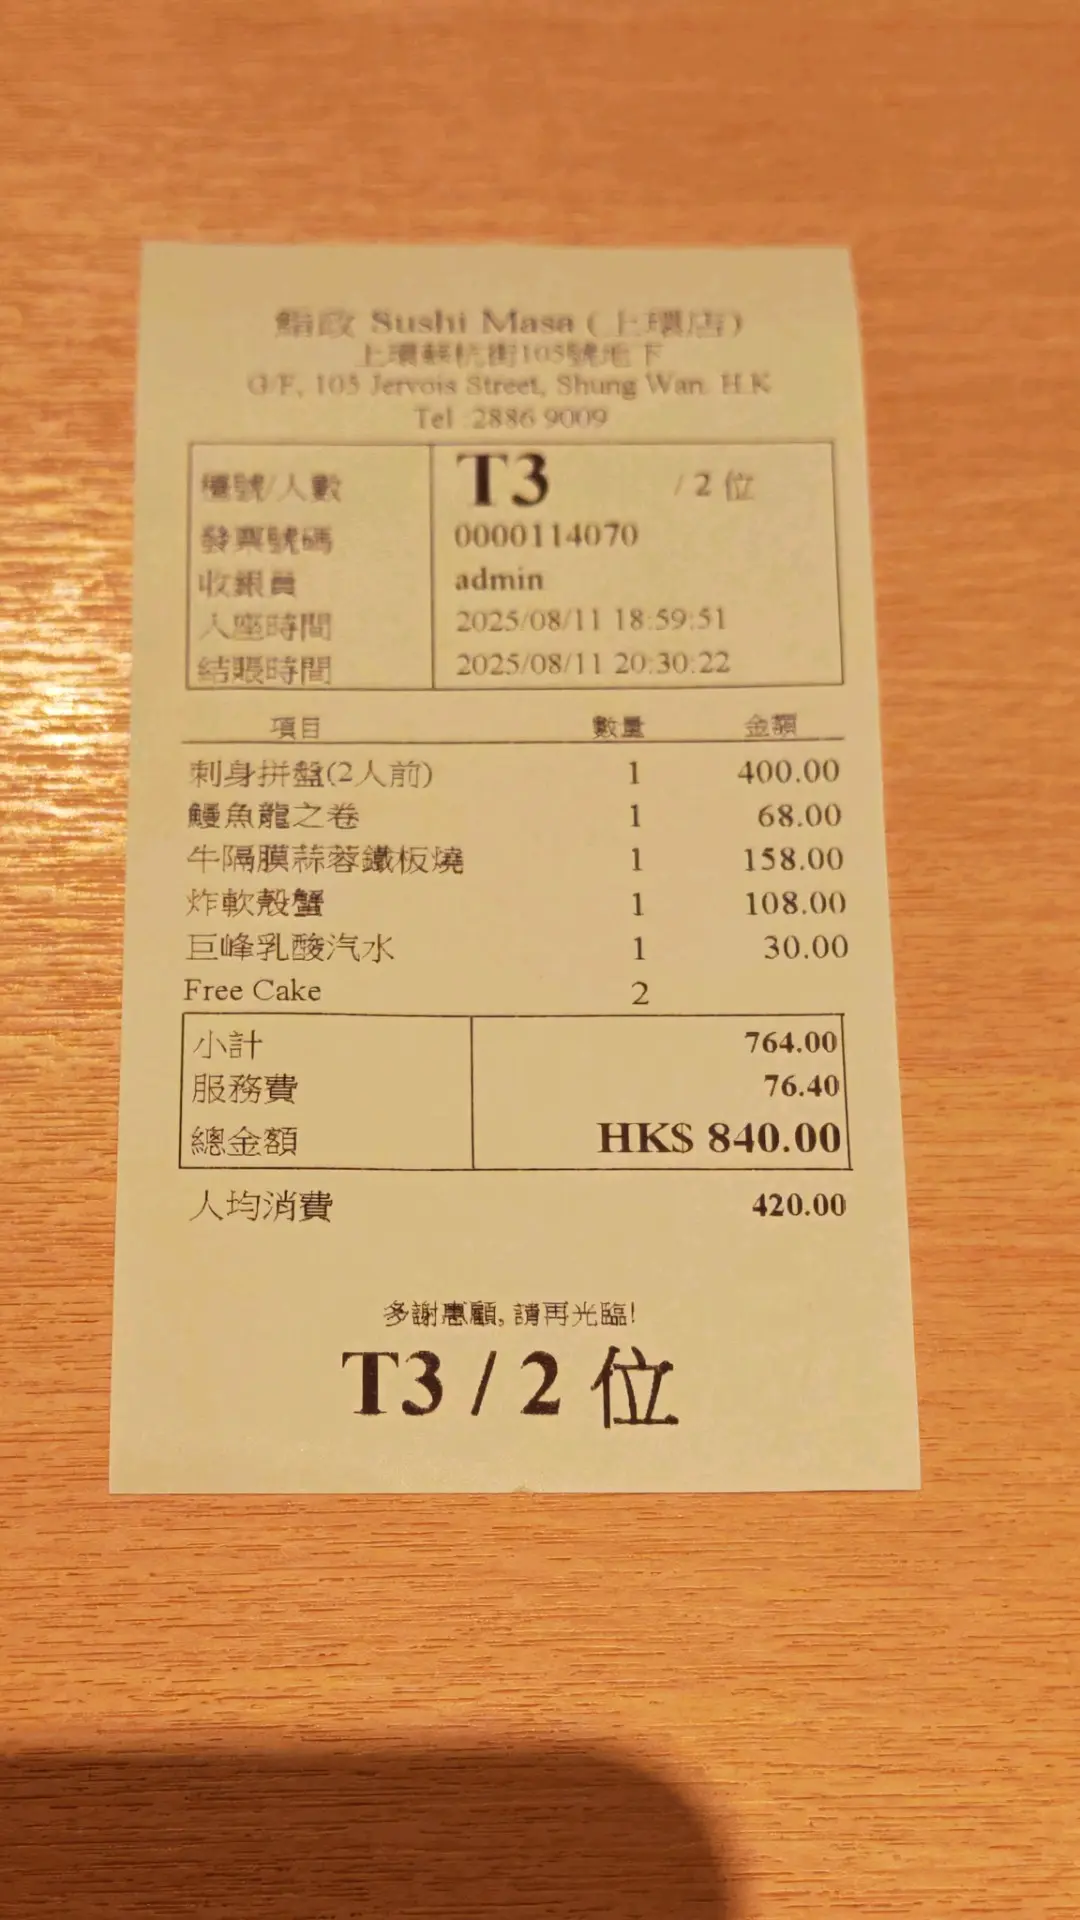 鮨政 Sushi Masa (上環店)
上環蘇杭街105號地下
G/F, 105 Jervois Street, Shung Wan. H.K
Tel :2886 9009
檯號/人數 T3 / 2 位
發票號碼 0000114070
收銀員 admin
入座時間 2025/08/11 18:59:51
結賬時間 2025/08/11 20:30:22
項目 數量 金額
刺身拼盤(2人前) 1 400.00
鰻魚龍之卷 1 68.00
牛隔膜蒜蓉鐵板燒 1 158.00
炸軟殼蟹 1 108.00
巨峰乳酸汽水 1 30.00
Free Cake 2
小計 764.00
服務費 76.40
總金額 HK$ 840.00
人均消費 420.00
多謝惠顧, 請再光臨!
T3 / 2 位